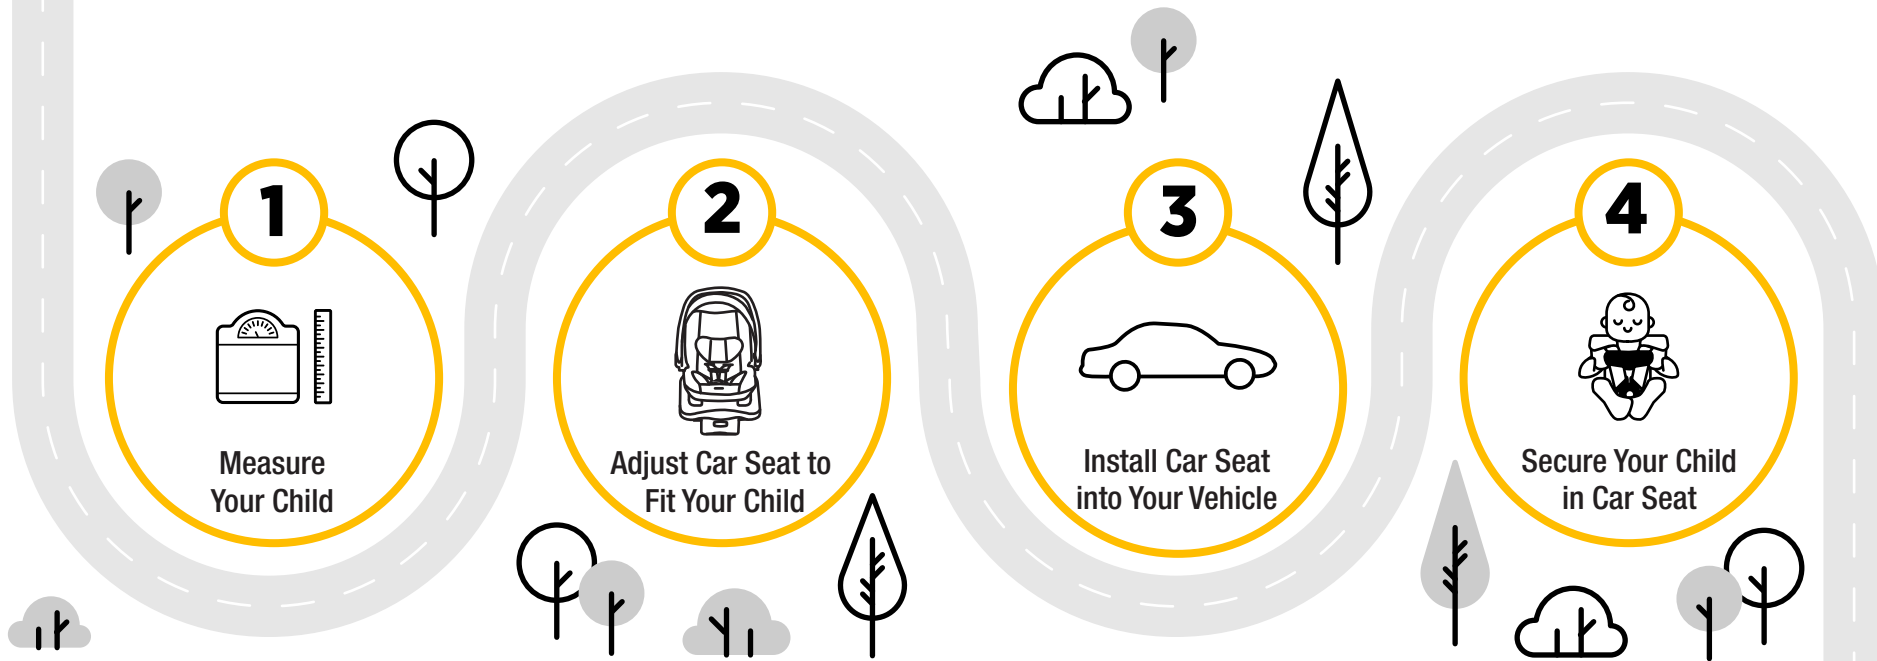 1
Measure
Your Child
2
Adjust Car Seat to
Fit Your Child
3
Install Car Seat
into Your Vehicle
4
Secure Your Child
in Car Seat